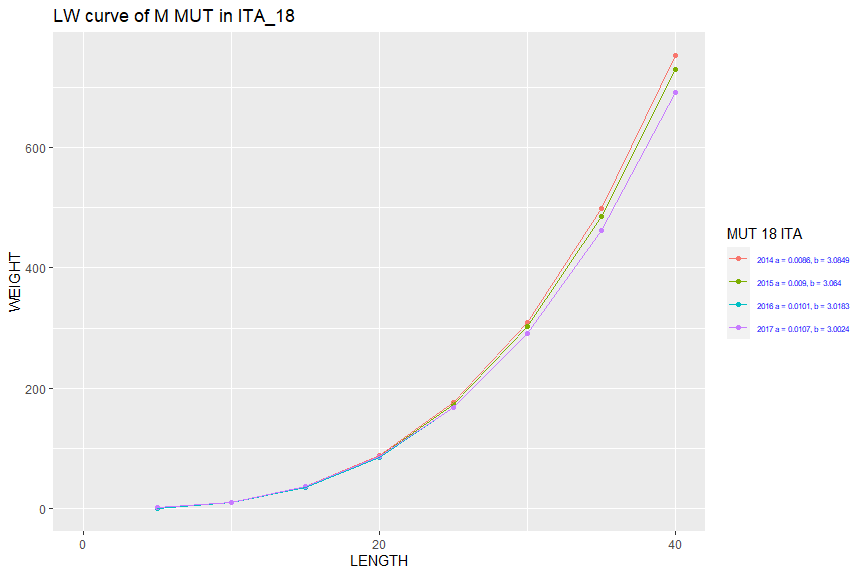 LW curve of M MUT in ITA_18
WEIGHT
600
400
200
0
0
20
40
LENGTH
MUT 18 ITA
2014 a = 0.0086, b = 3.0849
2015 a = 0.009, b = 3.064
2016 a = 0.0101, b = 3.0183
2017 a = 0.0107, b = 3.0024